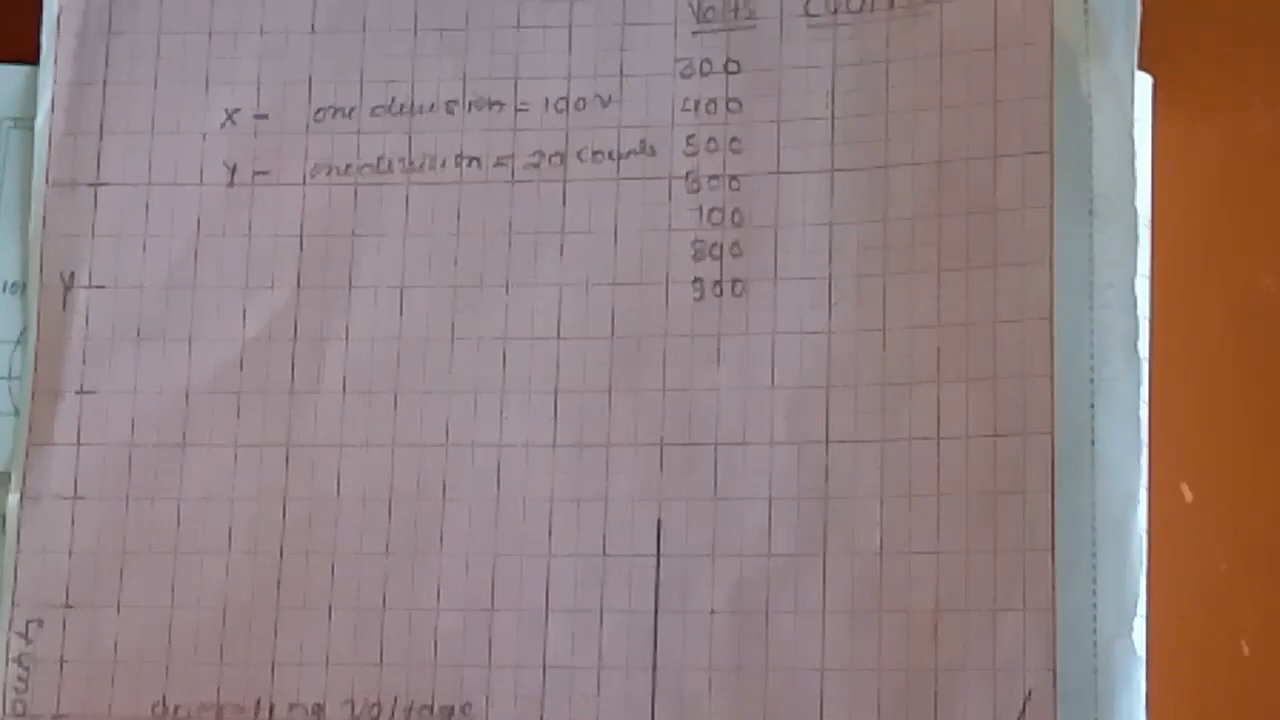 Volts
300
X - one division = 100 V 400
Y - one division = 20 counts 500
600
700
800
Y 900
operating voltage